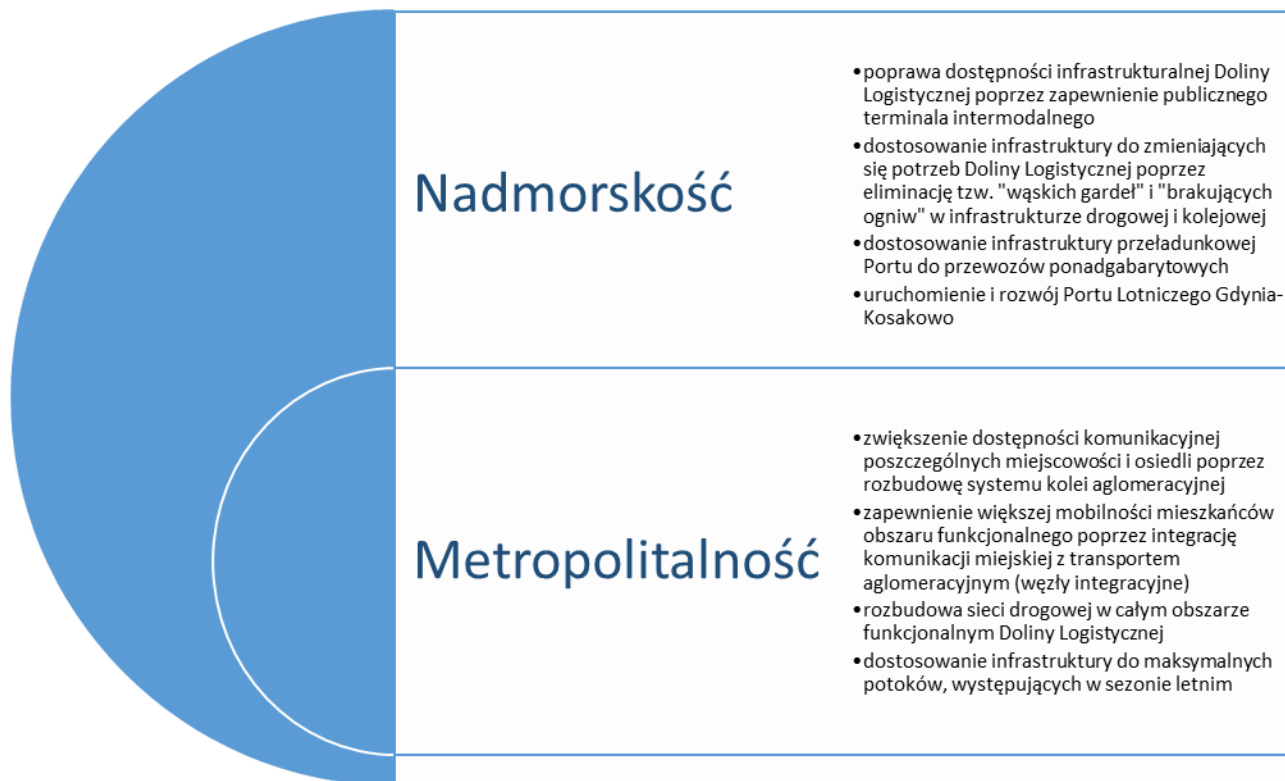 Nadmorskość
•poprawa dostępności infrastrukturalnej Doliny
Logistycznej poprzez zapewnienie publicznego
terminala intermodalnego
•dostosowanie infrastruktury do zmieniających
się potrzeb Doliny Logistycznej poprzez
eliminację tzw. "wąskich gardeł" i "brakujących
ogniw" w infrastrukturze drogowej i kolejowej
•dostosowanie infrastruktury przeładunkowej
Portu do przewozów ponadgabarytowych
•uruchomienie i rozwój Portu Lotniczego Gdynia-
Kosakowo
Metropolitalność
•zwiększenie dostępności komunikacyjnej
poszczególnych miejscowości i osiedli poprzez
rozbudowę systemu kolei aglomeracyjnej
•zapewnienie większej mobilności mieszkańców
obszaru funkcjonalnego poprzez integrację
komunikacji miejskiej z transportem
aglomeracyjnym (węzły integracyjne)
•rozbudowa sieci drogowej w całym obszarze
funkcjonalnym Doliny Logistycznej
•dostosowanie infrastruktury do maksymalnych
potoków, występujących w sezonie letnim